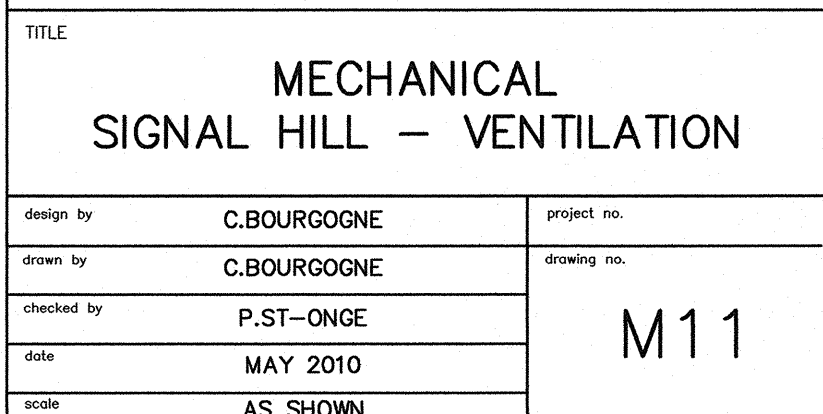 TITLE
MECHANICAL
SIGNAL HILL – VENTILATION
design by C.BOURGOGNE
project no.
drawn by C.BOURGOGNE
drawing no.
checked by P.ST–ONGE
M11
date MAY 2010
scale AS SHOWN